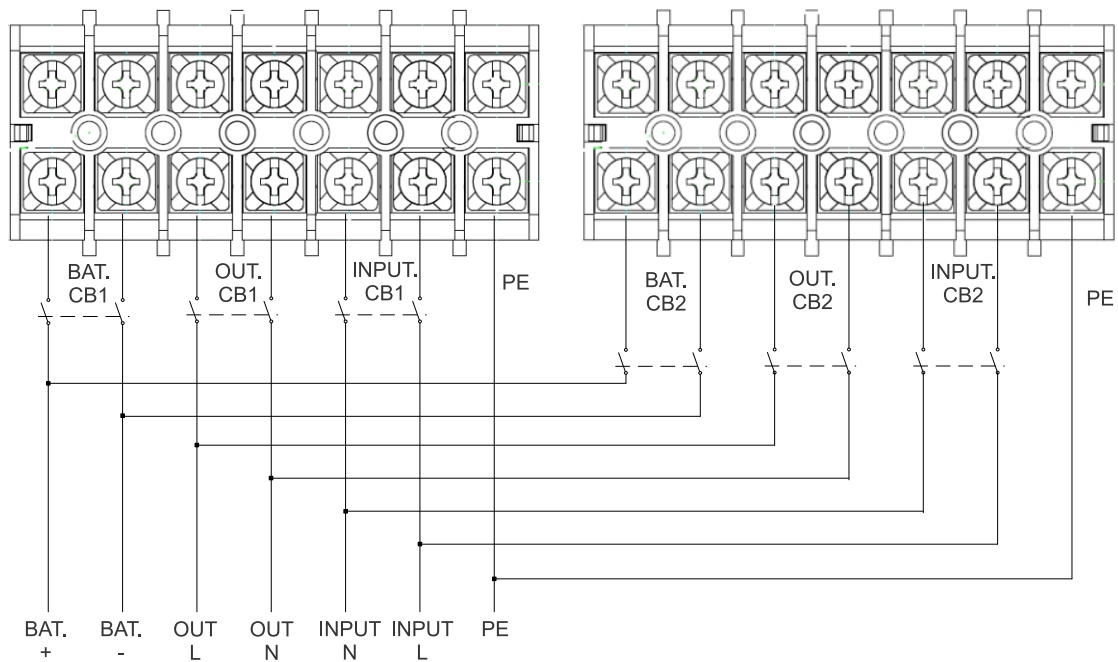 BAT.
CB1
OUT.
CB1
INPUT.
CB1
PE
BAT.
CB2
OUT.
CB2
INPUT.
CB2
PE
BAT.
+
BAT.
-
OUT
L
OUT
N
INPUT
N
INPUT
L
PE